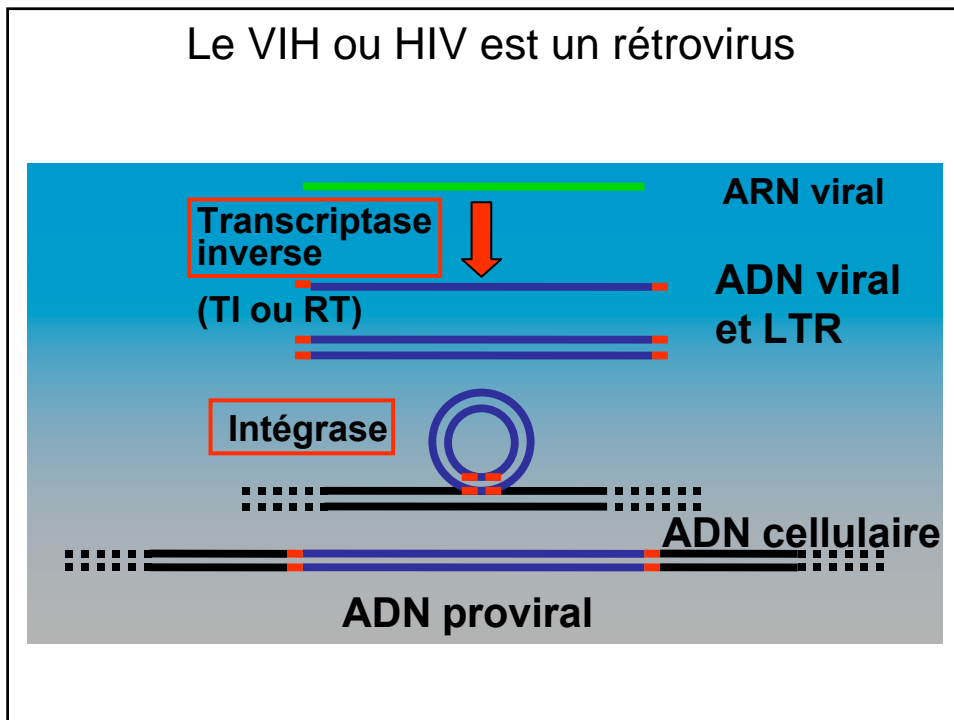 Le VIH ou HIV est un rétrovirus
ARN viral
Transcriptase
inverse
(TI ou RT)
ADN viral
et LTR
Intégrase
ADN cellulaire
ADN proviral